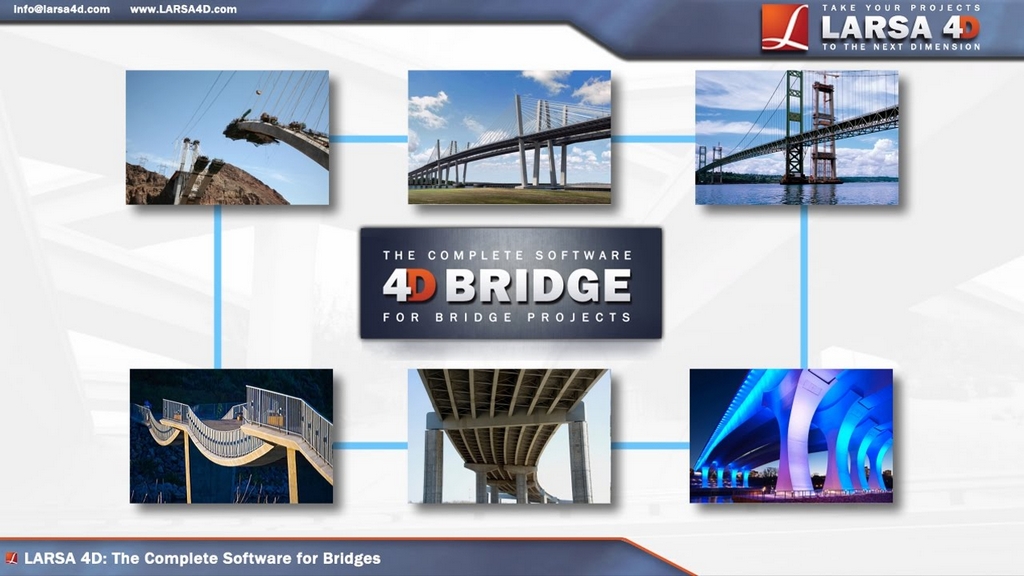 info@larsa4d.com www.LARSA4D.com
TAKE YOUR PROJECTS
LARSA 4D
TO THE NEXT DIMENSION
THE COMPLETE SOFTWARE
4D BRIDGE
FOR BRIDGE PROJECTS
LARSA 4D: The Complete Software for Bridges